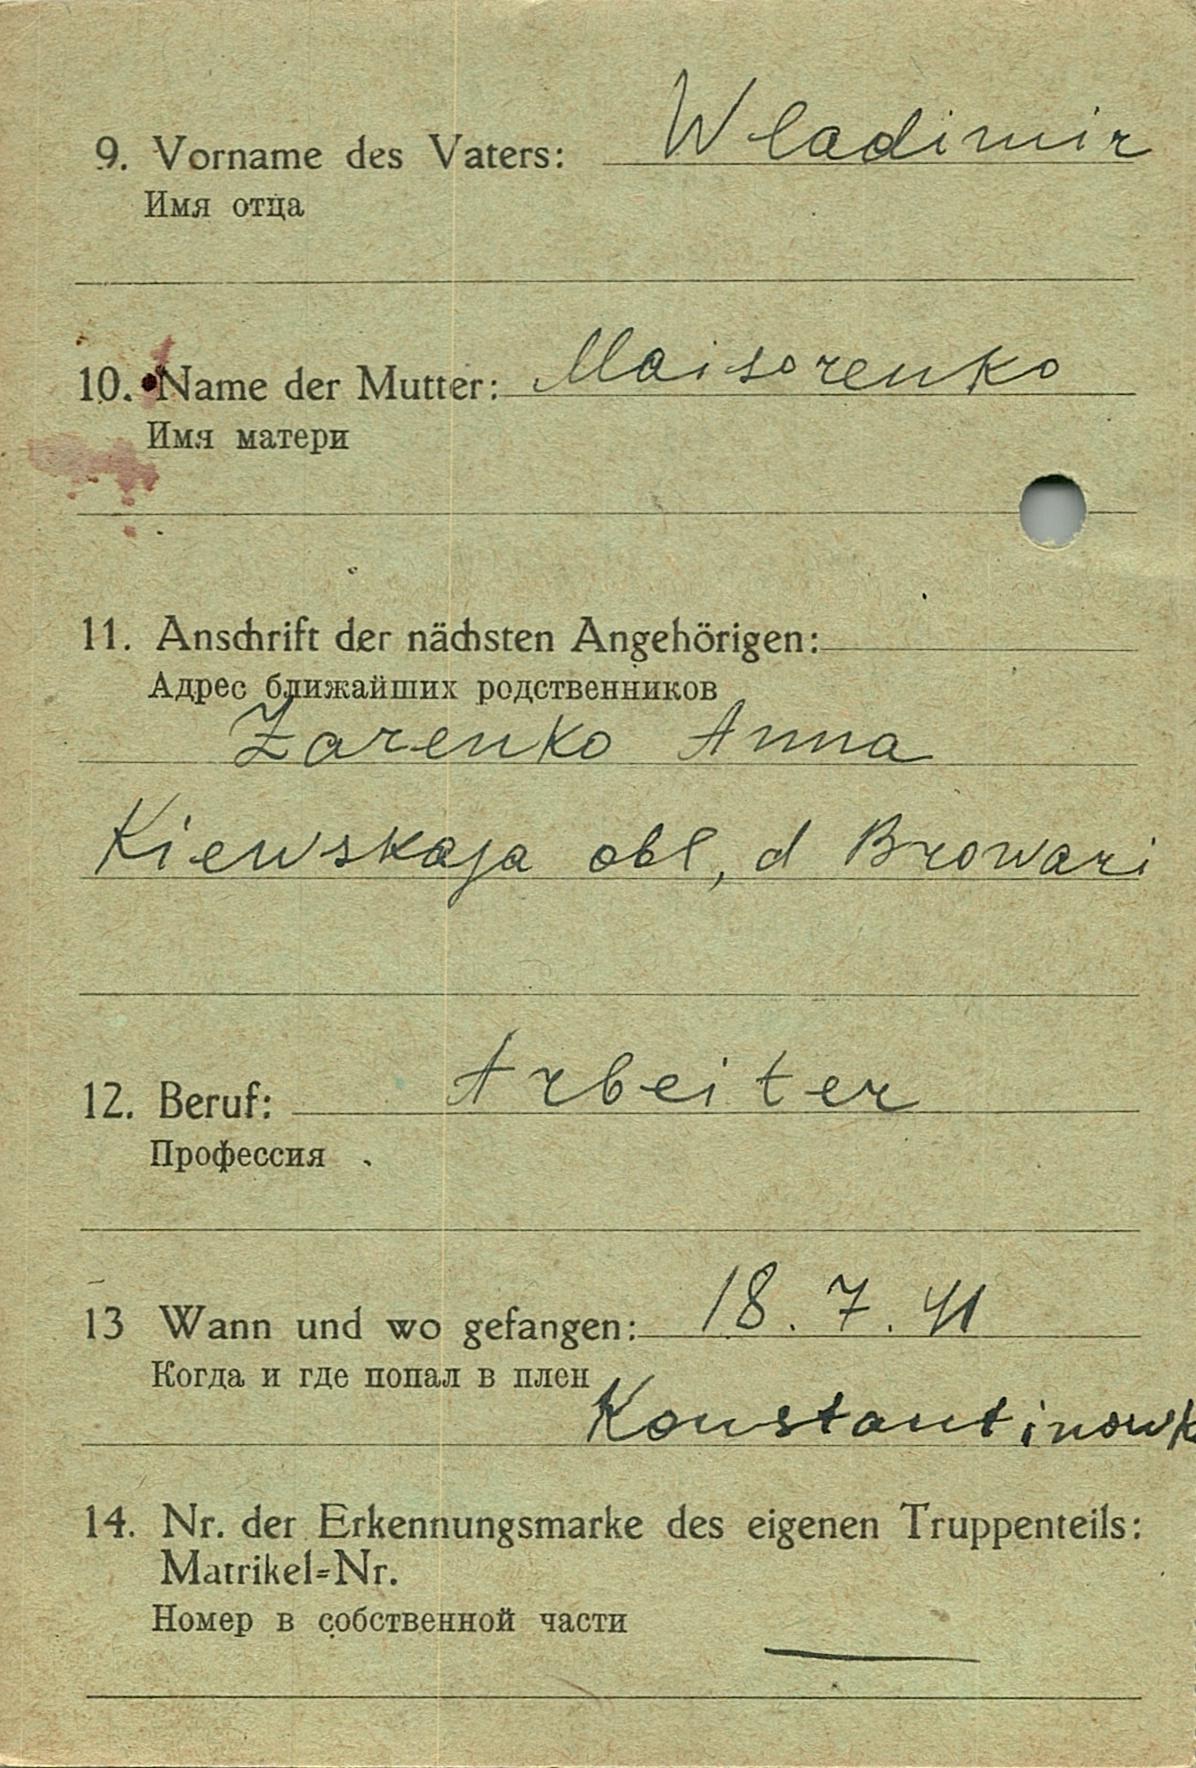 9. Vorname des Vaters: Wladimir
Имя отца
10. Name der Mutter: Maisorenko
Имя матери
11. Anschrift der nächsten Angehörigen:
Адрес ближайших родственников
Zarenko Anna
Kiewskaja obl, d Browari
12. Beruf: Arbeiter
Профессия
13 Wann und wo gefangen: 18. 7. 41
Когда и где попал в плен
Konstantinowk
14. Nr. der Erkennungsmarke des eigenen Truppenteils:
Matrikel=Nr.
Номер в собственной части